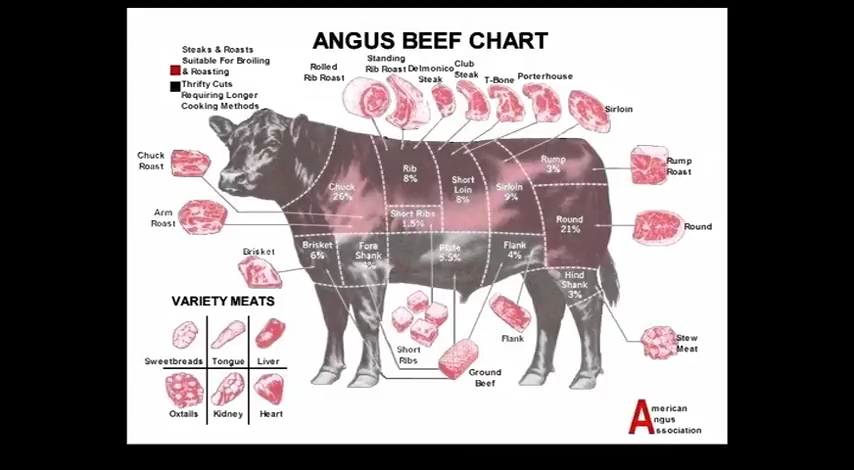 ANGUS BEEF CHART
Steaks & Roasts
Suitable For Broiling
& Roasting
Thrifty Cuts
Requiring Longer
Cooking Methods
Rolled
Rib Roast
Standing
Rib Roast
Delmonico
Steak
Club
Steak
T-Bone
Porterhouse
Sirloin
Chuck
Roast
Arm
Roast
Brisket
Chuck
26%
Rib
8%
Short Ribs
1.5%
Short
Loin
8%
Sirloin
9%
Rump
3%
Round
21%
Brisket
6%
Fora
Shank
4%
Plate
5.5%
Flank
4%
Hind
Shank
3%
Rump
Roast
Round
Stew
Meat
Short
Ribs
Ground
Beef
Flank
VARIETY MEATS
Sweetbreads
Tongue
Liver
Oxtails
Kidney
Heart
American
Angus
Association